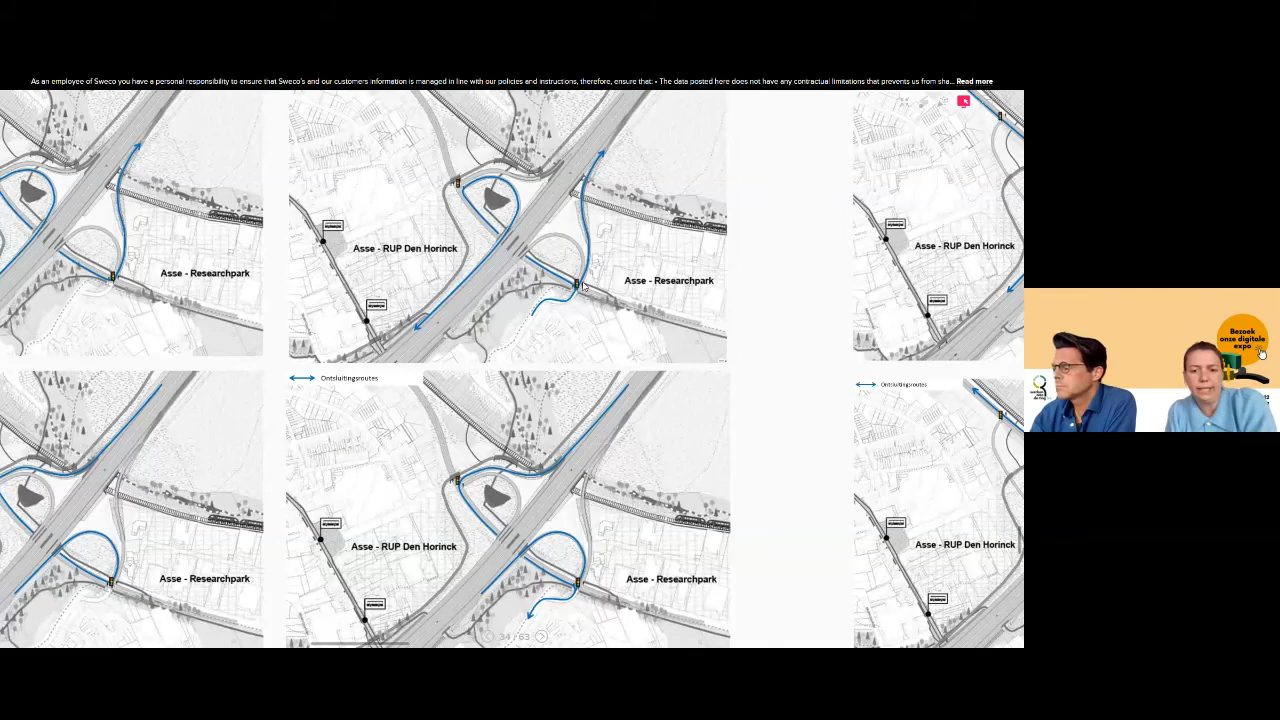 As an employee of Sweco you have a personal responsibility to ensure that Sweco's and our customers information is managed in line with our policies and instructions, therefore, ensure that: • The data posted here does not have any contractual limitations that prevents us from sha... Read more
Asse - RUP Den Horinck
Asse - RUP Den Horinck
Asse - Researchpark
Asse - Researchpark
Bezoek
onze digitale
expo
Ontsluitingsroutes
Ontsluitingsroutes
Asse - RUP Den Horinck
Asse - RUP Den Horinck
Asse - Researchpark
Asse - Researchpark
34 / 63